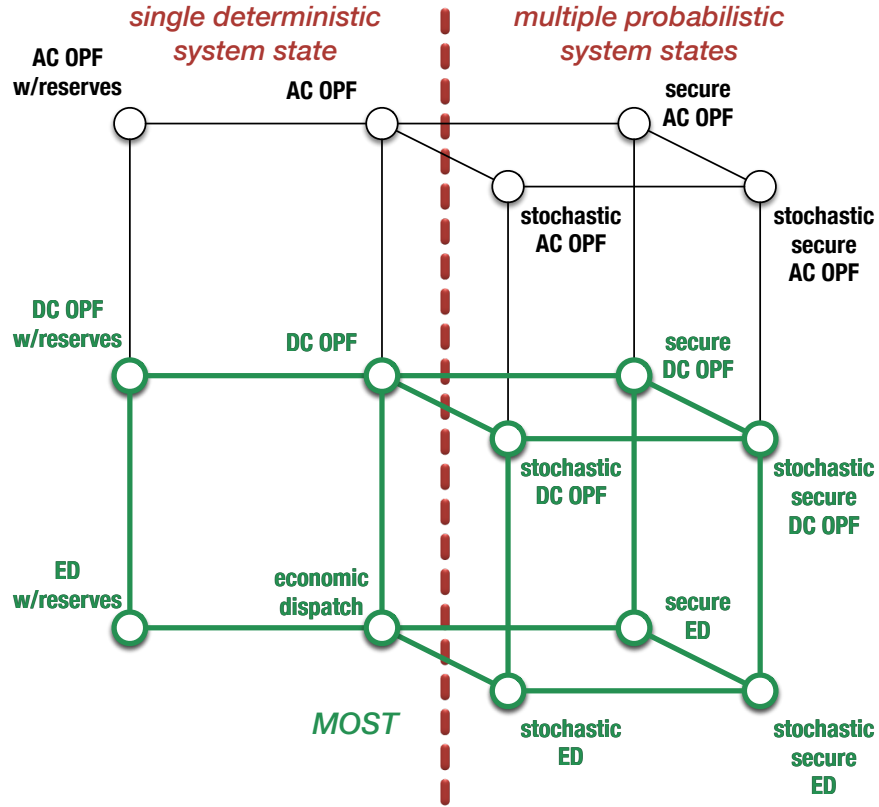 single deterministic
system state
multiple probabilistic
system states
AC OPF
w/reserves
AC OPF
secure
AC OPF
stochastic
AC OPF
stochastic
secure
AC OPF
DC OPF
w/reserves
DC OPF
secure
DC OPF
stochastic
DC OPF
stochastic
secure
DC OPF
ED
w/reserves
economic
dispatch
secure
ED
MOST
stochastic
ED
stochastic
secure
ED